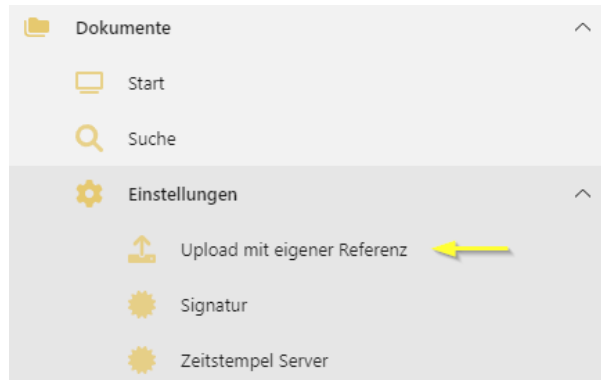 Dokumente
Start
Suche
Einstellungen
Upload mit eigener Referenz
Signatur
Zeitstempel Server